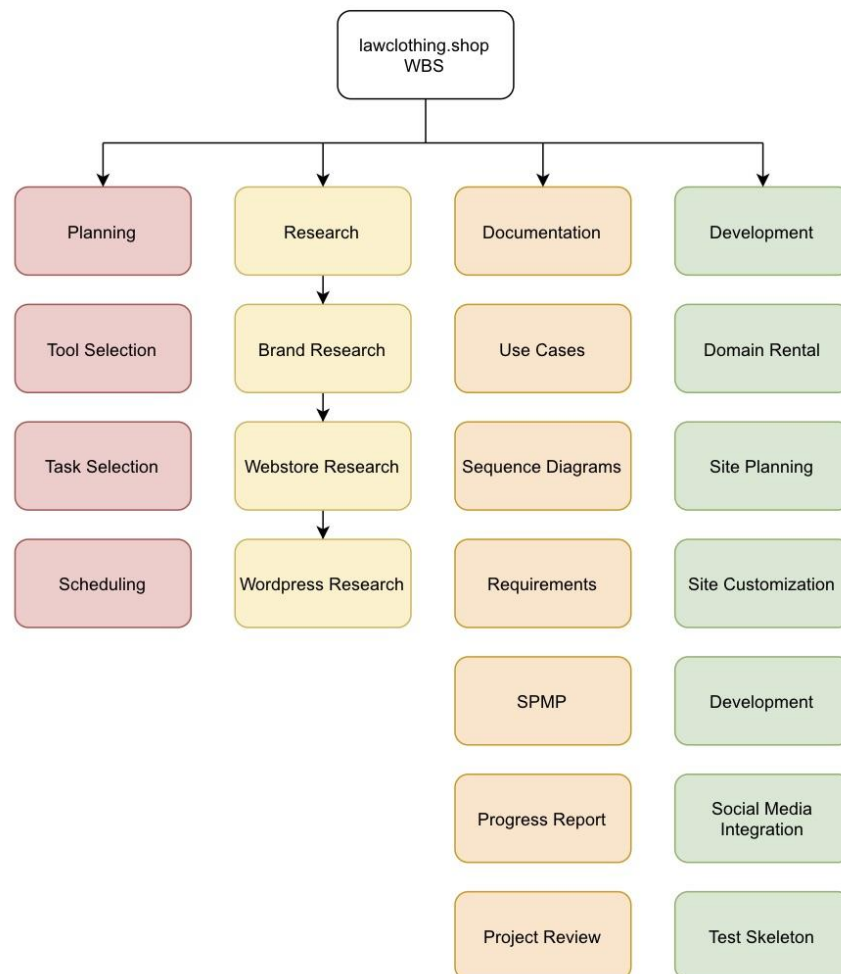 lawclothing.shop
WBS
Planning
Research
Documentation
Development
Tool Selection
Brand Research
Use Cases
Domain Rental
Task Selection
Webstore Research
Sequence Diagrams
Site Planning
Scheduling
Wordpress Research
Requirements
Site Customization
SPMP
Development
Progress Report
Social Media
Integration
Project Review
Test Skeleton